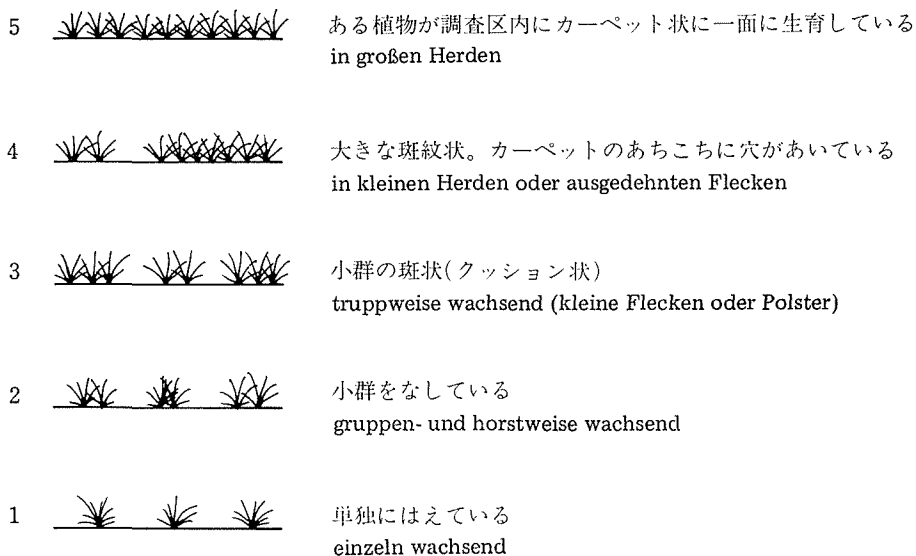 5 ある植物が調査区内にカーペット状に一面に生育している
in großen Herden
4 大きな斑紋状。カーペットのあちこちに穴があいている
in kleinen Herden oder ausgedehnten Flecken
3 小群の斑状(クッション状)
truppweise wachsend (kleine Flecken oder Polster)
2 小群をなしている
gruppen- und horstweise wachsend
1 単独にはえている
einzeln wachsend